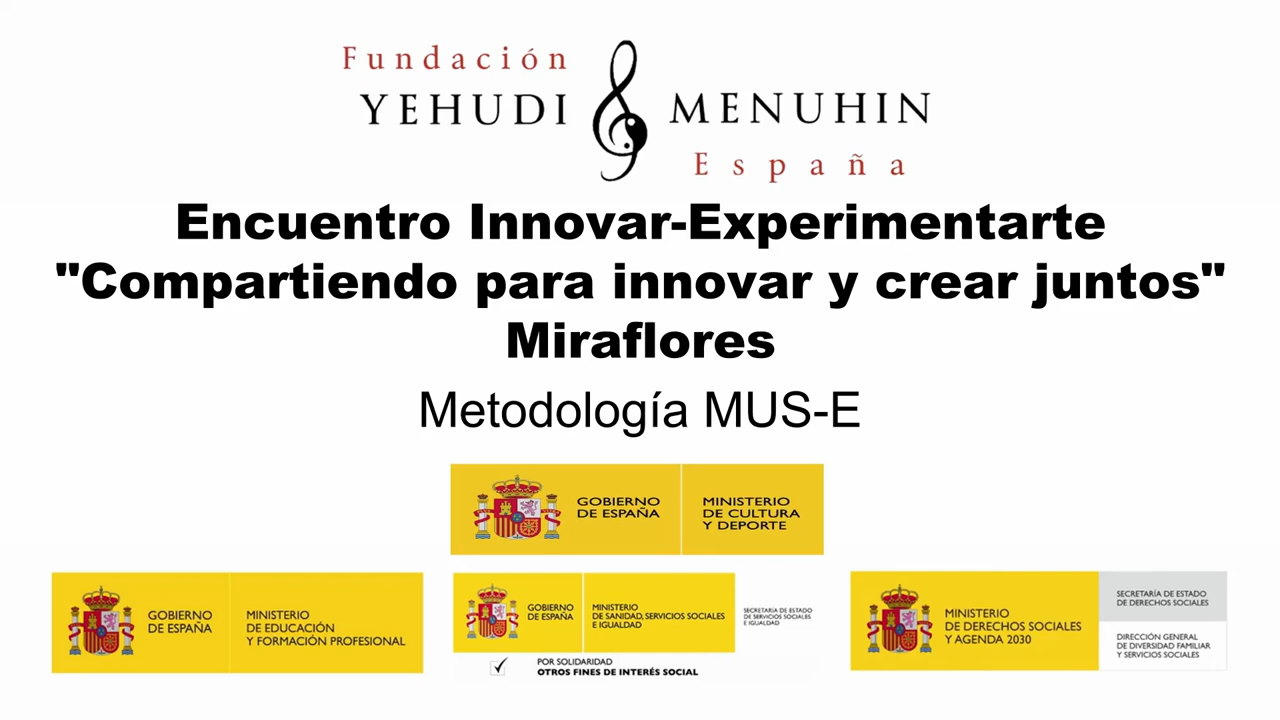 Fundación
YEHUDI MENUHIN
España
Encuentro Innovar-Experimentarte
"Compartiendo para innovar y crear juntos"
Miraflores
Metodología MUS-E
GOBIERNO
DE ESPAÑA
MINISTERIO
DE CULTURA
Y DEPORTE
GOBIERNO
DE ESPAÑA
MINISTERIO
DE EDUCACIÓN
Y FORMACIÓN PROFESIONAL
GOBIERNO
DE ESPAÑA
MINISTERIO
DE SANIDAD, SERVICIOS SOCIALES
E IGUALDAD
SECRETARÍA DE ESTADO
DE SERVICIOS SOCIALES
E IGUALDAD
POR SOLIDARIDAD
OTROS FINES DE INTERÉS SOCIAL
MINISTERIO
DE DERECHOS SOCIALES
Y AGENDA 2030
SECRETARÍA DE ESTADO
DE DERECHOS SOCIALES
DIRECCIÓN GENERAL
DE DIVERSIDAD FAMILIAR
Y SERVICIOS SOCIALES